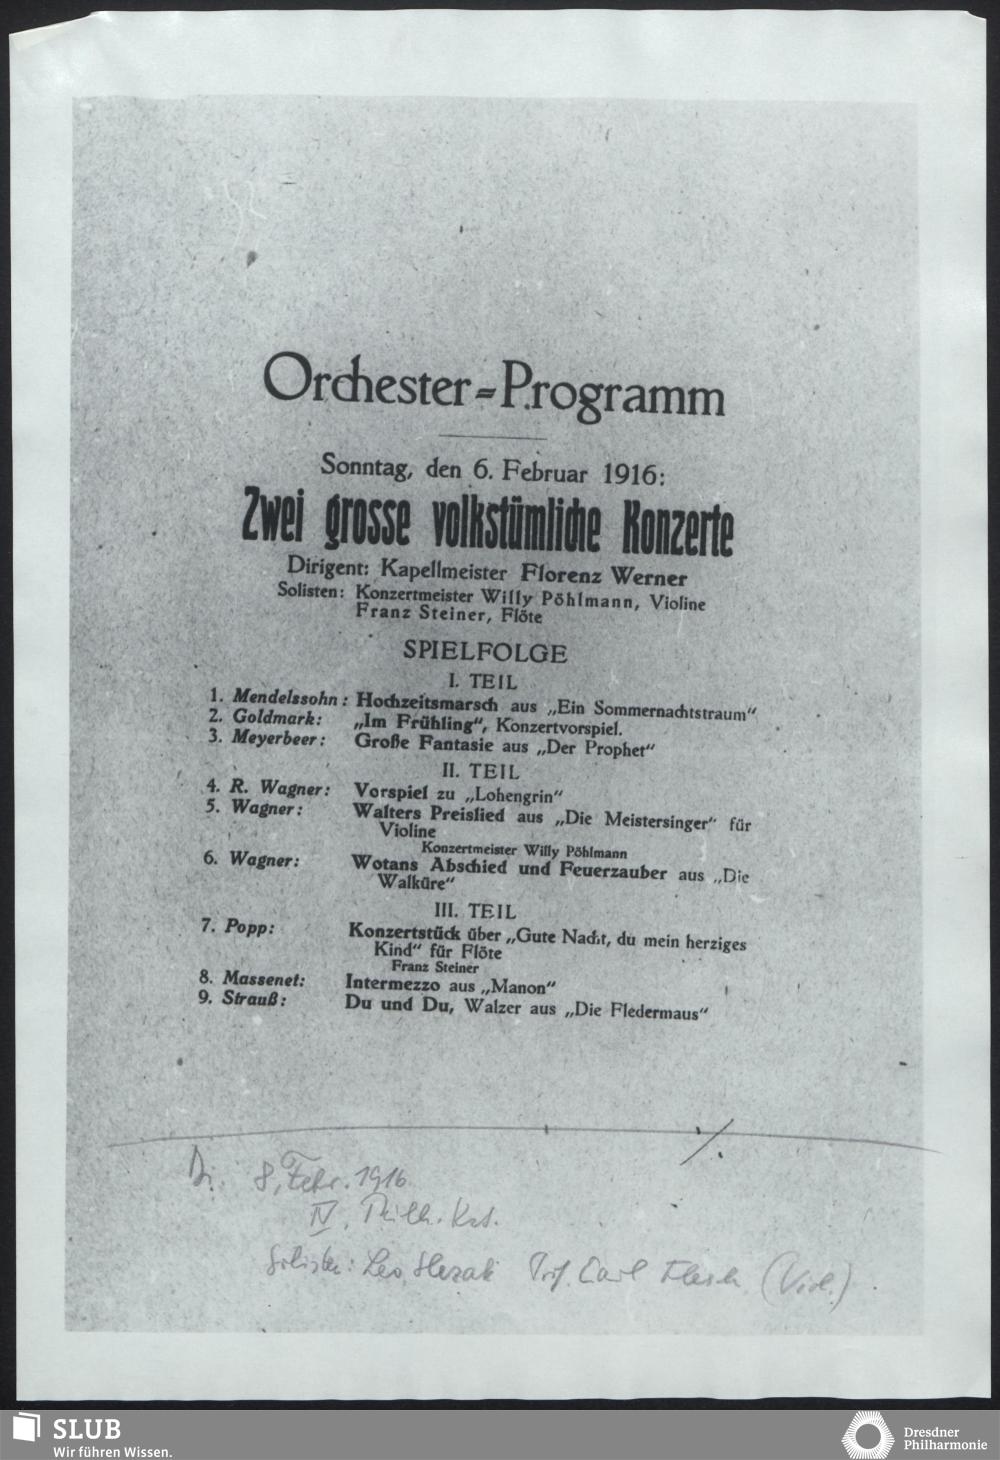 Orchester-Programm
Sonntag, den 6. Februar 1916:
Zwei grosse volkstümliche Konzerte
Dirigent: Kapellmeister Florenz Werner
Solisten: Konzertmeister Willy Pöhlmann, Violine
Franz Steiner, Flöte
SPIELFOLGE
I. TEIL
1. Mendelssohn: Hochzeitsmarsch aus „Ein Sommernachtstraum“
2. Goldmark: „Im Frühling“, Konzertvorspiel.
3. Meyerbeer: Große Fantasie aus „Der Prophet“
II. TEIL
4. R. Wagner: Vorspiel zu „Lohengrin“
5. Wagner: Walters Preislied aus „Die Meistersinger“ für
Violine
Konzertmeister Willy Pöhlmann
6. Wagner: Wotans Abschied und Feuerzauber aus „Die
Walküre“
III. TEIL
7. Popp: Konzertstück über „Gute Nacht, du mein herziges
Kind“ für Flöte
Franz Steiner
8. Massenet: Intermezzo aus „Manon“
9. Strauß: Du und Du, Walzer aus „Die Fledermaus“
Di. 8. Febr. 1916
IV. Philh. Kzt.
Solisten: Leo Slezak Prof. Carl Flesch (Viol.)
SLUB
Wir führen Wissen.
Dresdner
Philharmonie